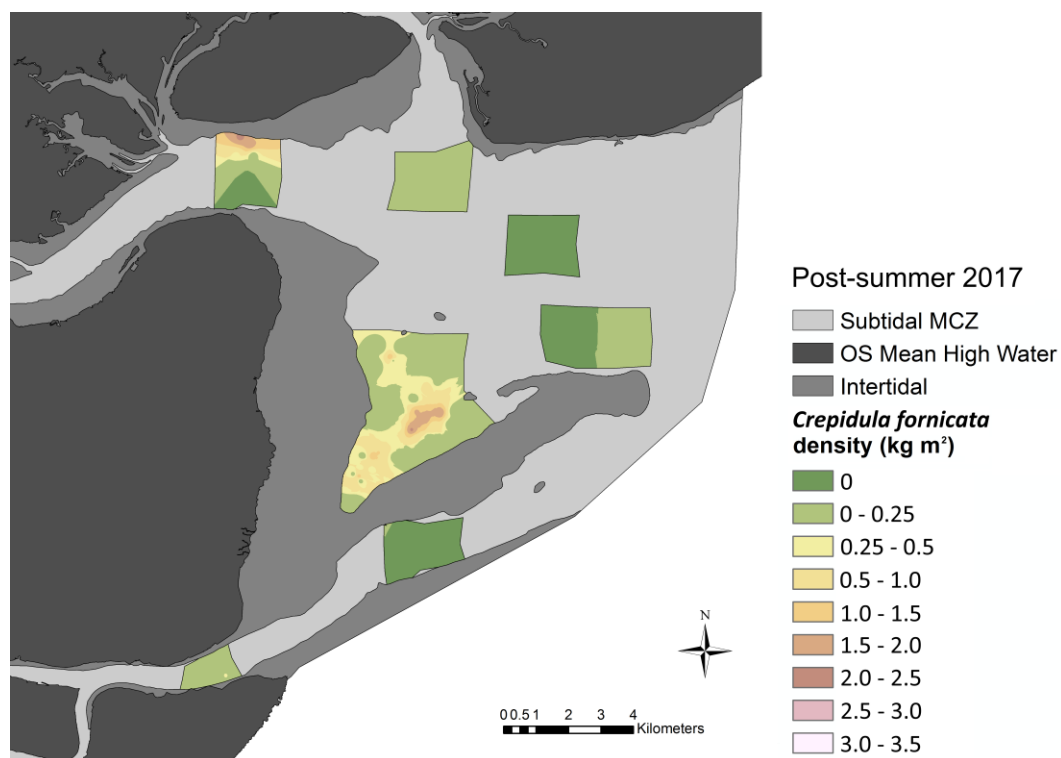 Post-summer 2017
Subtidal MCZ
OS Mean High Water
Intertidal
Crepidula fornicata
density (kg m²)
0
0 - 0.25
0.25 - 0.5
0.5 - 1.0
1.0 - 1.5
1.5 - 2.0
2.0 - 2.5
2.5 - 3.0
3.0 - 3.5
N
0 0.5 1 2 3 4
Kilometers